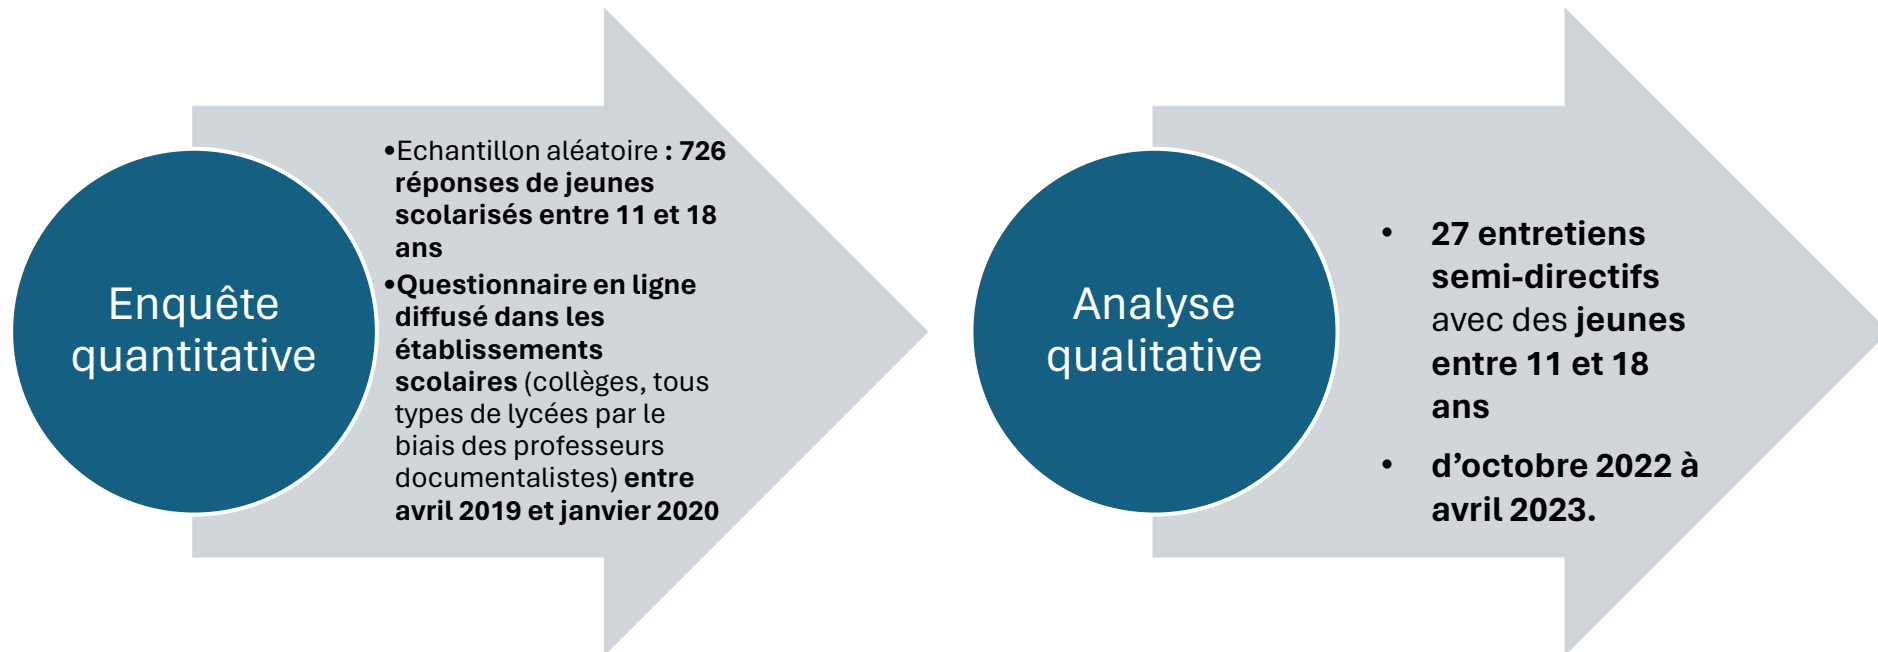 Enquête
quantitative
•Echantillon aléatoire : 726
réponses de jeunes
scolarisés entre 11 et 18
ans
•Questionnaire en ligne
diffusé dans les
établissements
scolaires (collèges, tous
types de lycées par le
biais des professeurs
documentalistes) entre
avril 2019 et janvier 2020
Analyse
qualitative
• 27 entretiens
semi-directifs
avec des jeunes
entre 11 et 18
ans
• d’octobre 2022 à
avril 2023.